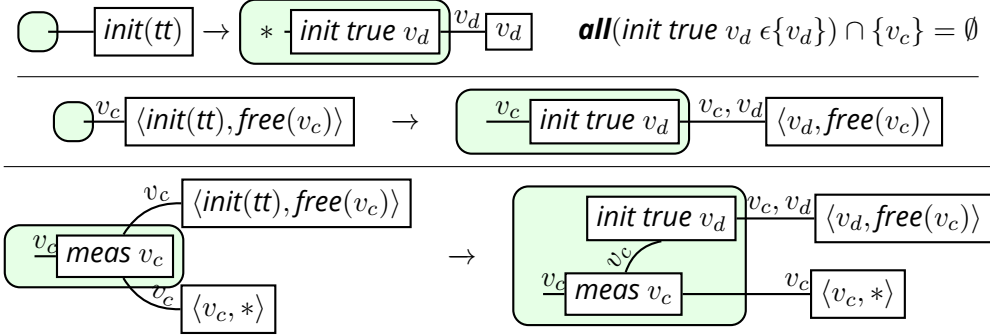 init(tt) → * init true v_d v_d v_d all(init true v_d ϵ{v_d}) ∩ {v_c} = ∅
v_c ⟨init(tt), free(v_c)⟩ → v_c init true v_d v_c, v_d ⟨v_d, free(v_c)⟩
v_c ⟨init(tt), free(v_c)⟩ init true v_d v_c, v_d ⟨v_d, free(v_c)⟩
v_c meas v_c → v_c
v_c ⟨v_c, *⟩ v_c meas v_c v_c ⟨v_c, *⟩